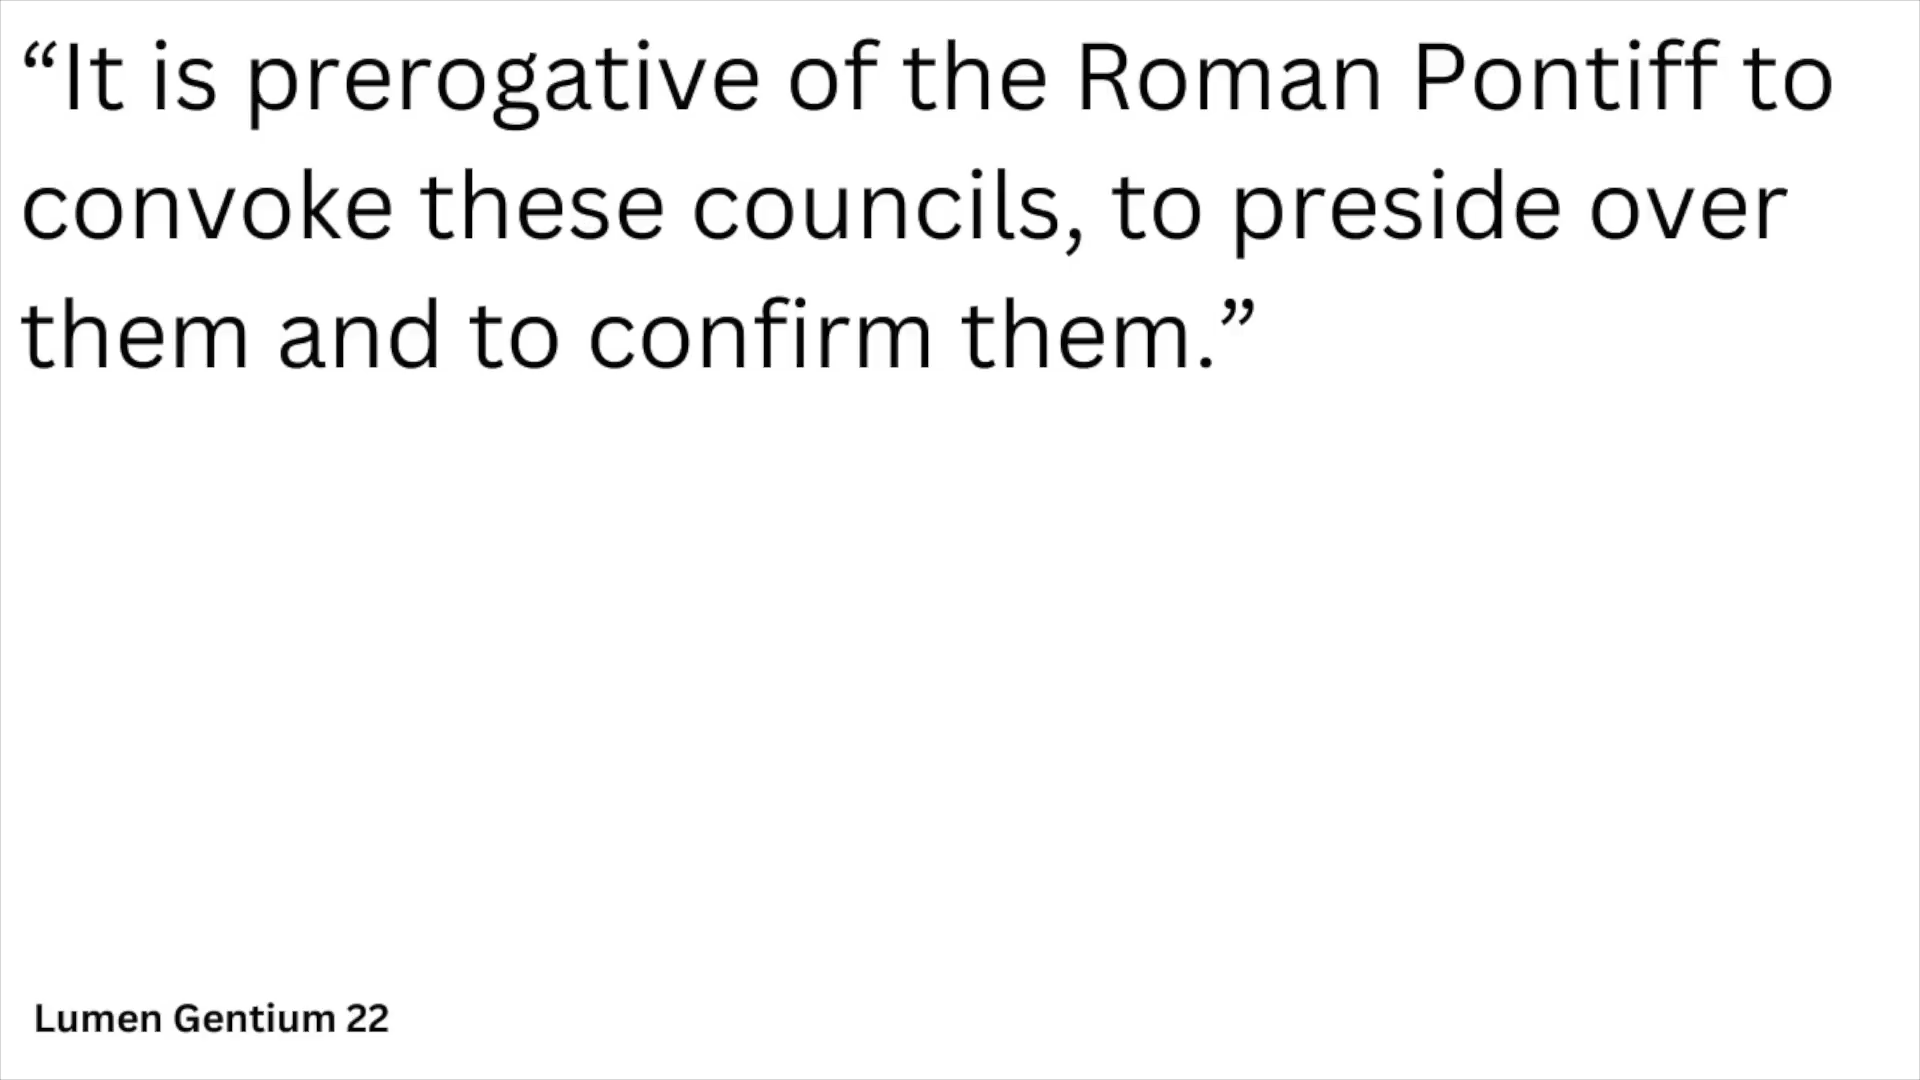 “It is prerogative of the Roman Pontiff to
convoke these councils, to preside over
them and to confirm them.”
Lumen Gentium 22